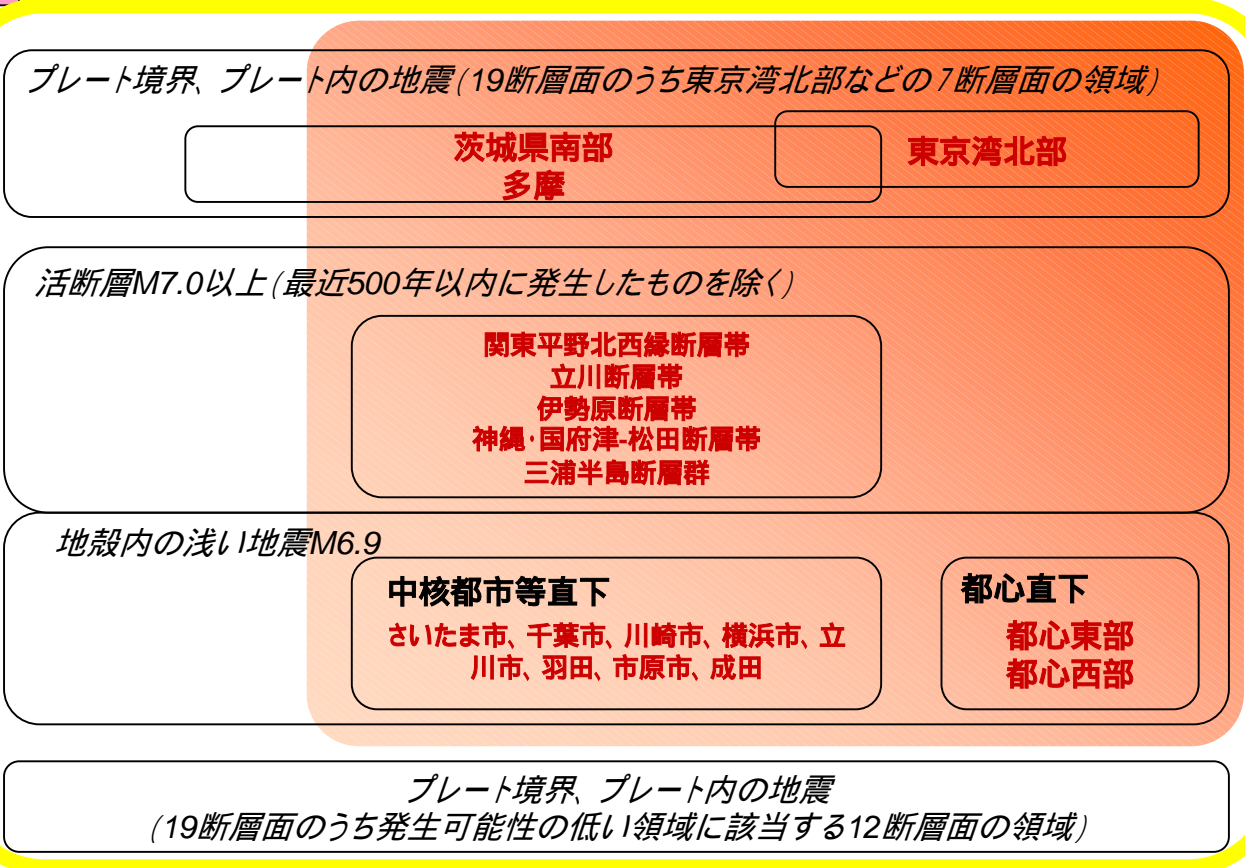 プレート境界、プレート内の地震(19断層面のうち東京湾北部などの7断層面の領域)
茨城県南部
多摩
東京湾北部
活断層M7.0以上(最近500年以内に発生したものを除く)
関東平野北西縁断層帯
立川断層帯
伊勢原断層帯
神縄・国府津-松田断層帯
三浦半島断層群
地殻内の浅い地震M6.9
中核都市等直下
さいたま市、千葉市、川崎市、横浜市、立
川市、羽田、市原市、成田
都心直下
都心東部
都心西部
プレート境界、プレート内の地震
(19断層面のうち発生可能性の低い領域に該当する12断層面の領域)